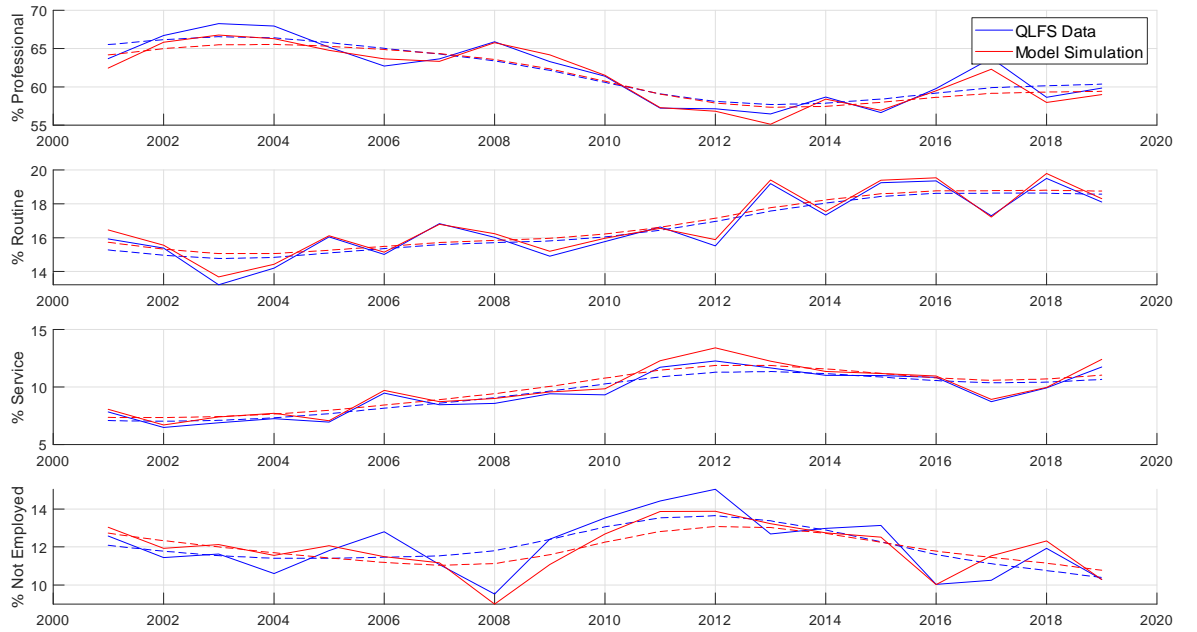 % Professional
70
65
60
55
QLFS Data
Model Simulation
2000 2002 2004 2006 2008 2010 2012 2014 2016 2018 2020
% Routine
20
18
16
14
2000 2002 2004 2006 2008 2010 2012 2014 2016 2018 2020
% Service
15
10
5
2000 2002 2004 2006 2008 2010 2012 2014 2016 2018 2020
% Not Employed
14
12
10
2000 2002 2004 2006 2008 2010 2012 2014 2016 2018 2020